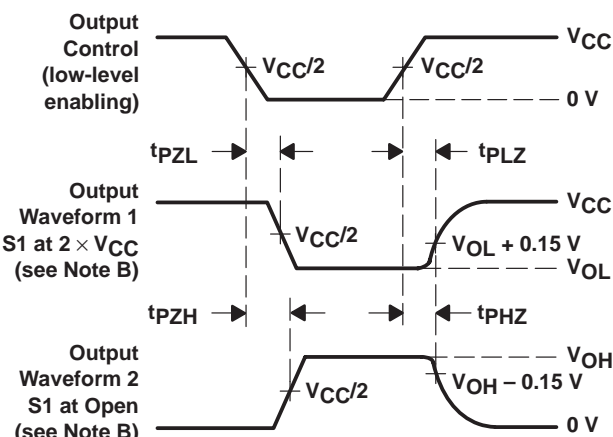 Output
Control
(low-level
enabling)
VCC/2
VCC/2
VCC
0 V
tPZL
tPLZ
Output
Waveform 1
S1 at 2 × VCC
(see Note B)
VCC/2
VCC
VOL + 0.15 V
VOL
tPZH
tPHZ
Output
Waveform 2
S1 at Open
(see Note B)
VCC/2
VOH
VOH − 0.15 V
0 V